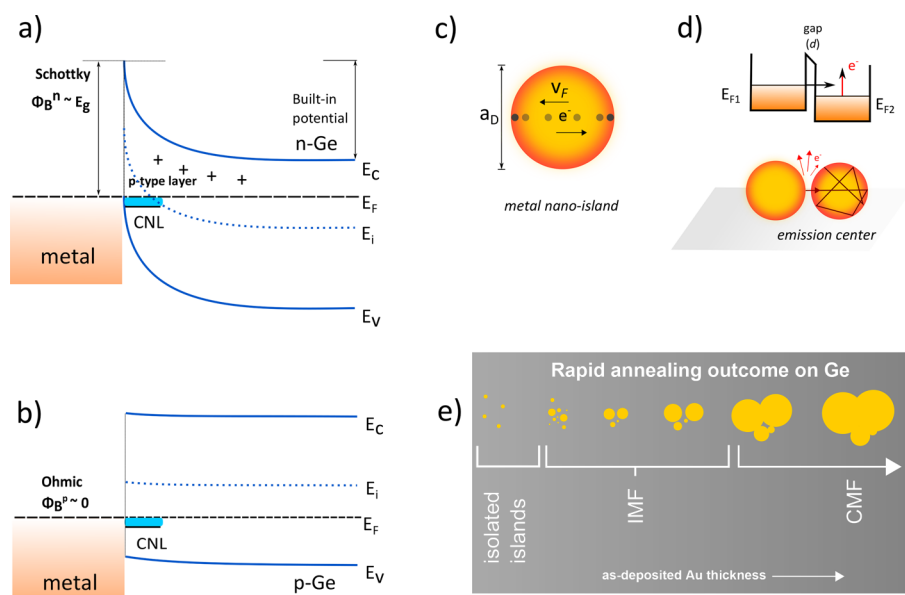 a)
Schottky
Φ_B^n ~ E_g
Built-in
potential
n-Ge
E_C
+ + + +
p-type layer
E_F
CNL
E_i
metal
E_V
b)
E_C
Ohmic
Φ_B^p ~ 0
E_i
E_F
CNL
E_V
metal
p-Ge
c)
V_F
a_D
e^-
metal nano-island
d)
gap
(d)
e^-
E_F1
E_F2
e^-
emission center
e)
Rapid annealing outcome on Ge
isolated
islands
IMF
CMF
as-deposited Au thickness